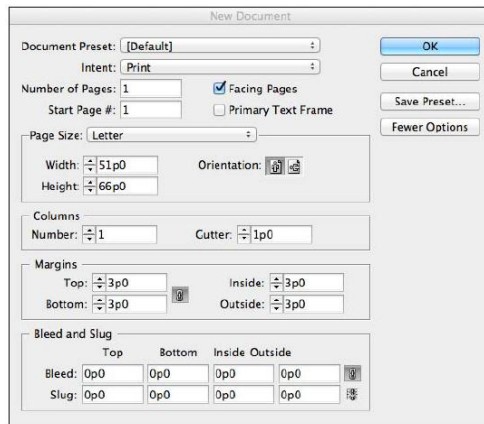 New Document
Document Preset: [Default]
OK
Intent: Print
Cancel
Number of Pages: 1
Facing Pages
Start Page #: 1
Primary Text Frame
Save Preset...
Fewer Options
Page Size: Letter
Width: 51p0
Orientation:
Height: 66p0
Columns
Number: 1
Gutter: 1p0
Margins
Top: 3p0
Inside: 3p0
Bottom: 3p0
Outside: 3p0
Bleed and Slug
Top Bottom Inside Outside
Bleed: 0p0 0p0 0p0 0p0
Slug: 0p0 0p0 0p0 0p0